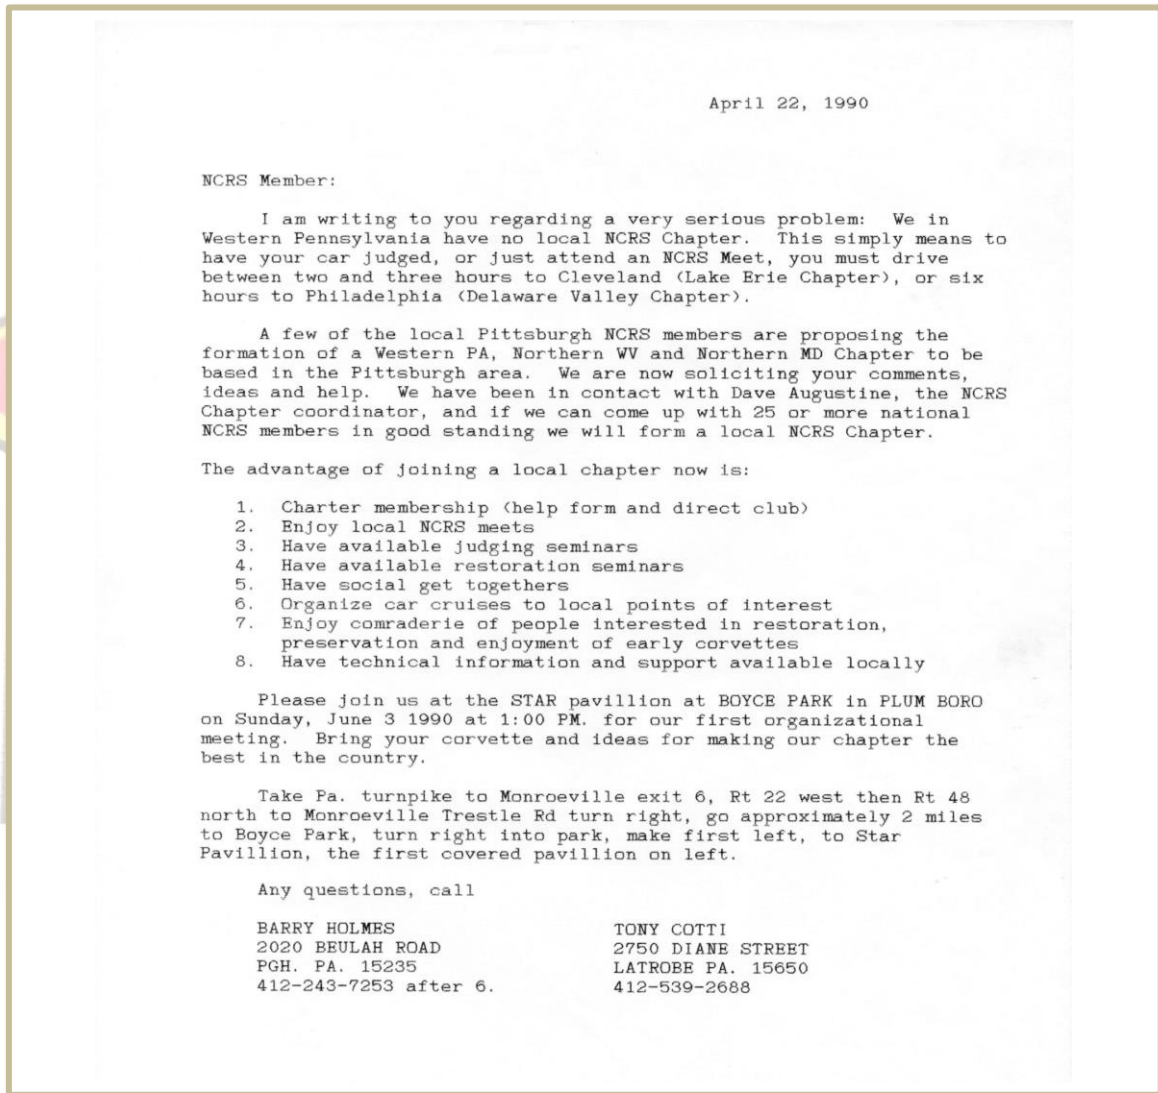 April 22, 1990
NCRS Member:
I am writing to you regarding a very serious problem: We in
Western Pennsylvania have no local NCRS Chapter. This simply means to
have your car judged, or just attend an NCRS Meet, you must drive
between two and three hours to Cleveland (Lake Erie Chapter), or six
hours to Philadelphia (Delaware Valley Chapter).
A few of the local Pittsburgh NCRS members are proposing the
formation of a Western PA, Northern WV and Northern MD Chapter to be
based in the Pittsburgh area. We are now soliciting your comments,
ideas and help. We have been in contact with Dave Augustine, the NCRS
Chapter coordinator, and if we can come up with 25 or more national
NCRS members in good standing we will form a local NCRS Chapter.
The advantage of joining a local chapter now is:
1. Charter membership (help form and direct club)
2. Enjoy local NCRS meets
3. Have available judging seminars
4. Have available restoration seminars
5. Have social get togethers
6. Organize car cruises to local points of interest
7. Enjoy comraderie of people interested in restoration,
preservation and enjoyment of early corvettes
8. Have technical information and support available locally
Please join us at the STAR pavillion at BOYCE PARK in PLUM BORO
on Sunday, June 3 1990 at 1:00 PM. for our first organizational
meeting. Bring your corvette and ideas for making our chapter the
best in the country.
Take Pa. turnpike to Monroeville exit 6, Rt 22 west then Rt 48
north to Monroeville Trestle Rd turn right, go approximately 2 miles
to Boyce Park, turn right into park, make first left, to Star
Pavillion, the first covered pavillion on left.
Any questions, call
BARRY HOLMES
2020 BEULAH ROAD
PGH. PA. 15235
412-243-7253 after 6.
TONY COTTI
2750 DIANE STREET
LATROBE PA. 15650
412-539-2688